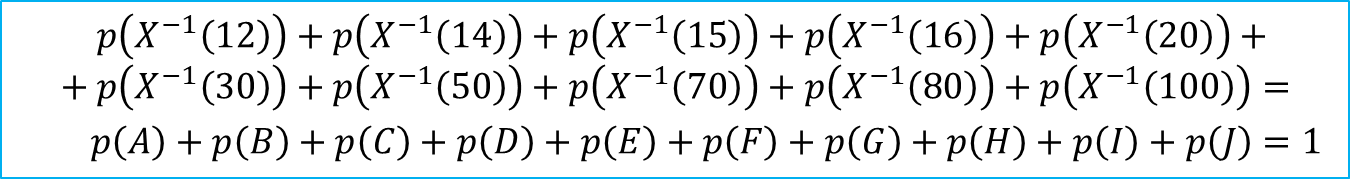 p(X⁻¹(12)) + p(X⁻¹(14)) + p(X⁻¹(15)) + p(X⁻¹(16)) + p(X⁻¹(20)) +
+ p(X⁻¹(30)) + p(X⁻¹(50)) + p(X⁻¹(70)) + p(X⁻¹(80)) + p(X⁻¹(100)) =
p(A) + p(B) + p(C) + p(D) + p(E) + p(F) + p(G) + p(H) + p(I) + p(J) = 1